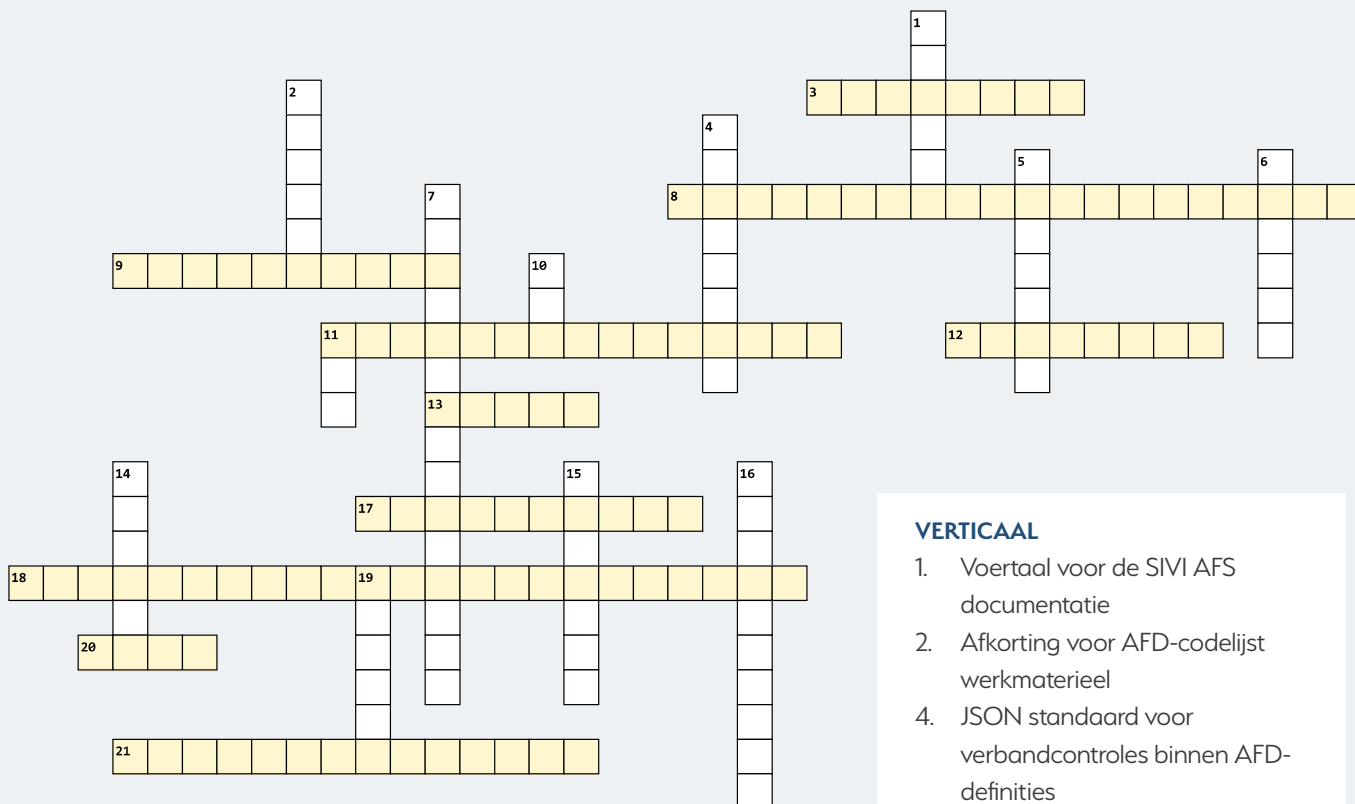 1
2
3
4
5
6
7
8
9
10
11
12
13
14
15
16
17
18
19
20
21
VERTICAAL
1. Voertaal voor de SIVI AFS
documentatie
2. Afkorting voor AFD-codelijst
werkmaterieel
4. JSON standaard voor
verbandcontroles binnen AFD-
definities